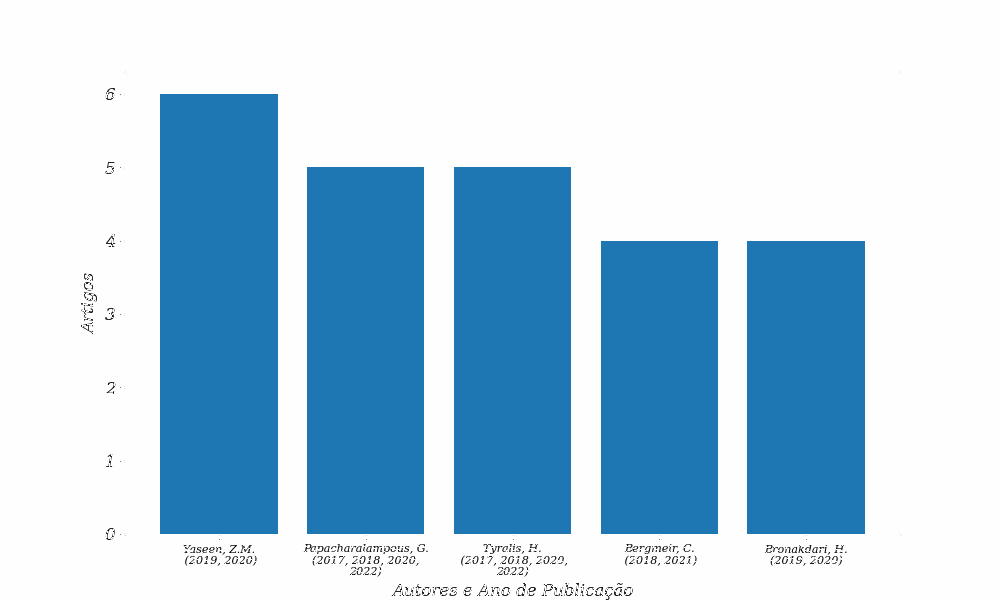 6
5
4
3
2
1
0
Artigos
Yaseen, Z.M.
(2019, 2020)
Papacharalampous, G.
(2017, 2018, 2020,
2022)
Tyralis, H.
(2017, 2018, 2020,
2022)
Bergmeir, C.
(2018, 2021)
Bronakdari, H.
(2019, 2020)
Autores e Ano de Publicação